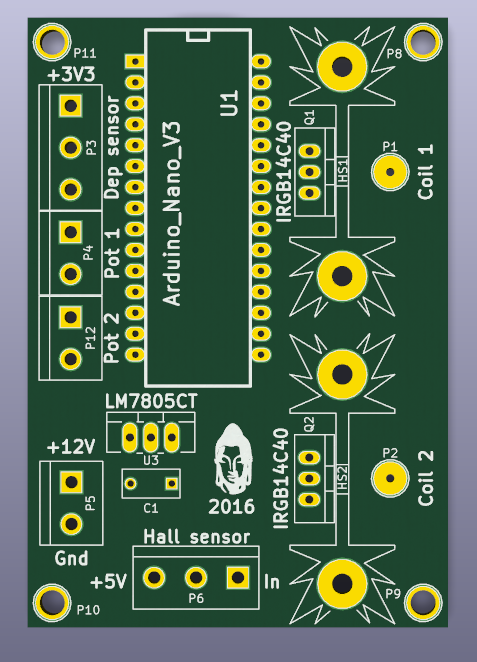 P11
P8
+3V3
P3
Dep sensor
U1
Arduino_Nano_V3
Q1
IRGB14C40
HS1
P1
Coil 1
P4
Pot 1
P12
Pot 2
LM7805CT
U3
C1
2016
Q2
IRGB14C40
HS2
P2
Coil 2
+12V
P5
Gnd
Hall sensor
+5V
P6
In
P10
P9